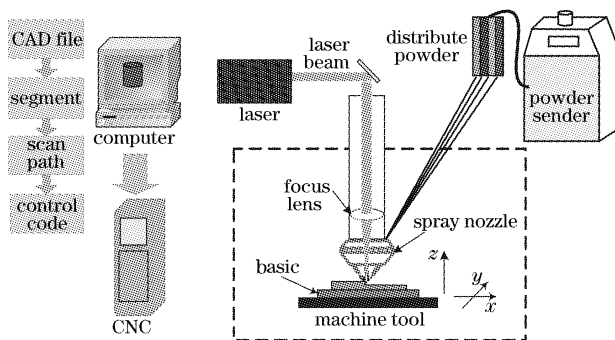 CAD file
segment
scan
path
control
code
computer
CNC
laser
beam
laser
distribute
powder
powder
sender
focus
lens
spray nozzle
basic
machine tool
z
y
x